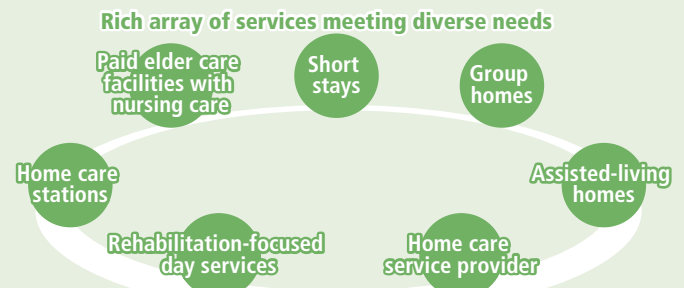 Rich array of services meeting diverse needs
Paid elder care
facilities with
nursing care
Short
stays
Group
homes
Home care
stations
Assisted-living
homes
Rehabilitation-focused
day services
Home care
service provider